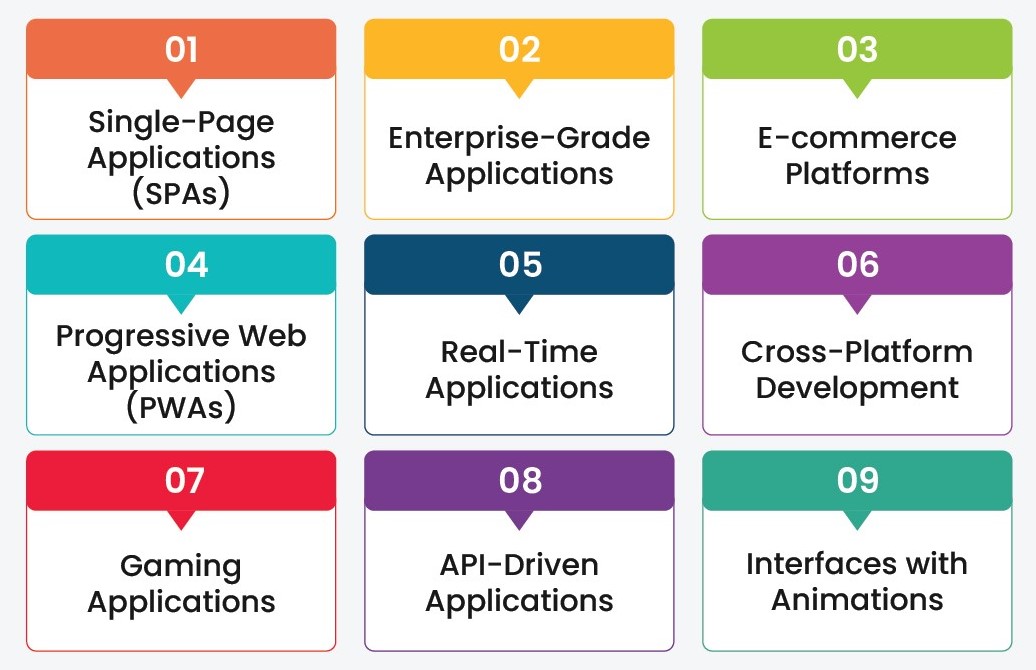 01
Single-Page
Applications
(SPAs)
02
Enterprise-Grade
Applications
03
E-commerce
Platforms
04
Progressive Web
Applications
(PWAs)
05
Real-Time
Applications
06
Cross-Platform
Development
07
Gaming
Applications
08
API-Driven
Applications
09
Interfaces with
Animations